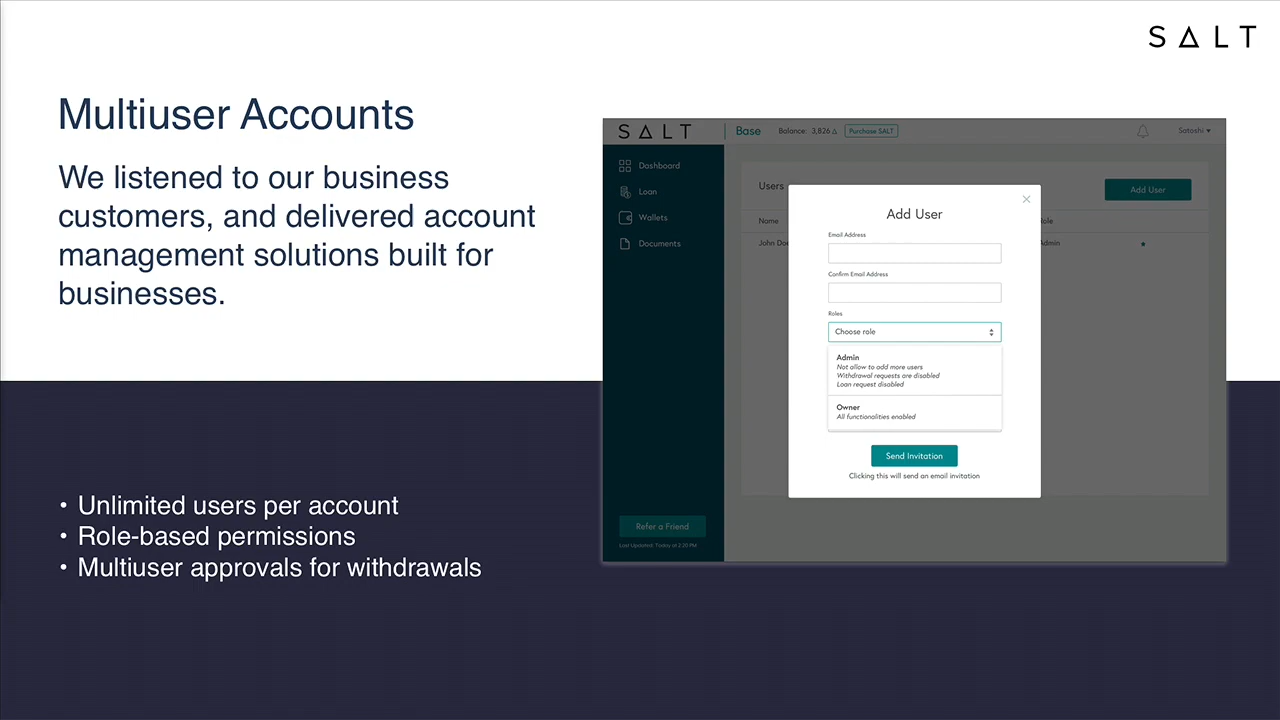 SALT
Multiuser Accounts
We listened to our business
customers, and delivered account
management solutions built for
businesses.
• Unlimited users per account
• Role-based permissions
• Multiuser approvals for withdrawals
SALT
Base
Balance: 3,826
Purchase SALT
Satoshi
Dashboard
Loan
Wallets
Documents
Refer a Friend
Last Updated: Today at 2:20 PM
Users
Add User
Name
Role
John Doe
Admin
Add User
Email Address
Confirm Email Address
Roles
Choose role
Admin
Not allow to add more users
Withdrawal requests are disabled
Loan request disabled
Owner
All functionalities enabled
Send Invitation
Clicking this will send an email invitation